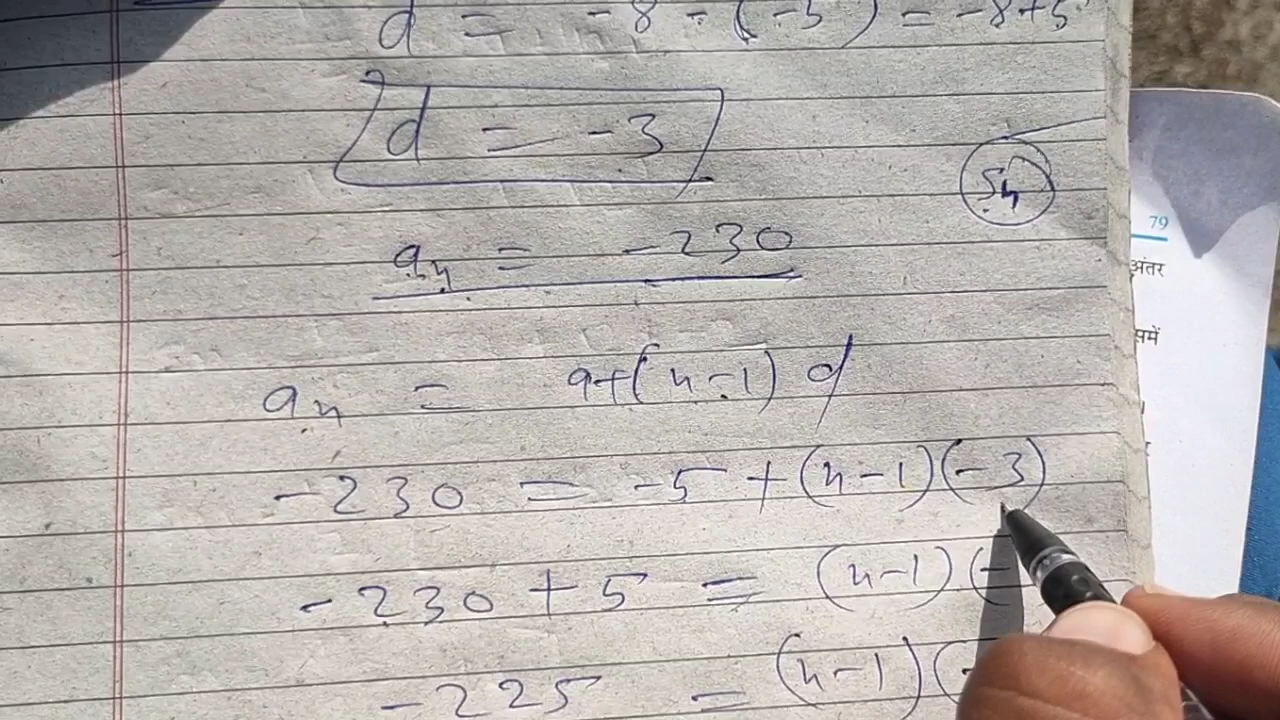 d = -8 - (-5) = -8+5
d = -3
Sn
an = -230
an = a+(n-1) d
-230 = -5 + (n-1)(-3)
-230 + 5 = (n-1)(-
-225 = (n-1)(-
79
अंतर
समें